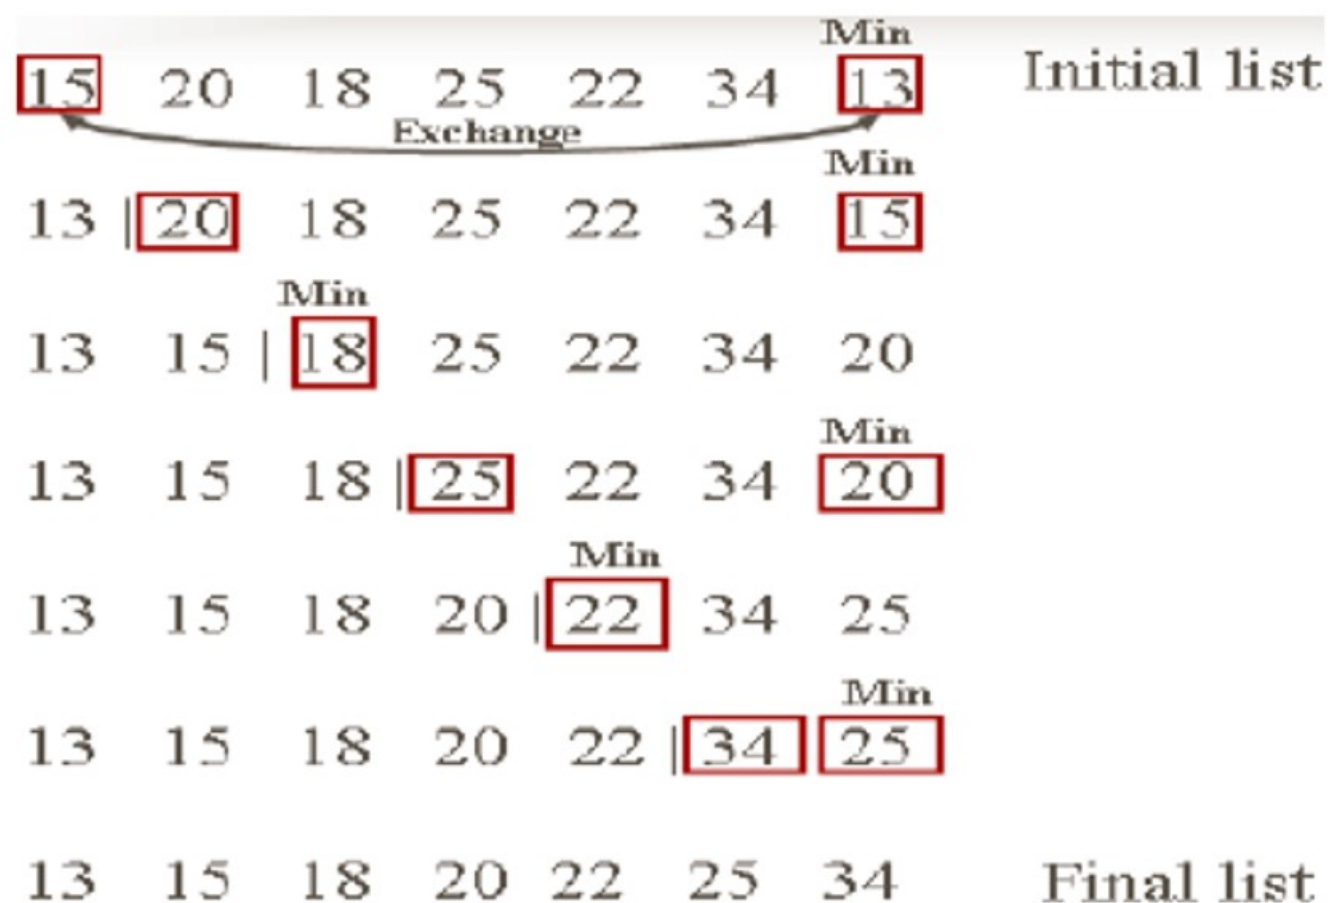 Min
15 20 18 25 22 34 13 Initial list
Exchange
Min
13 | 20 18 25 22 34 15
Min
13 15 | 18 25 22 34 20
Min
13 15 18 | 25 22 34 20
Min
13 15 18 20 | 22 34 25
Min
13 15 18 20 22 | 34 25
13 15 18 20 22 25 34 Final list